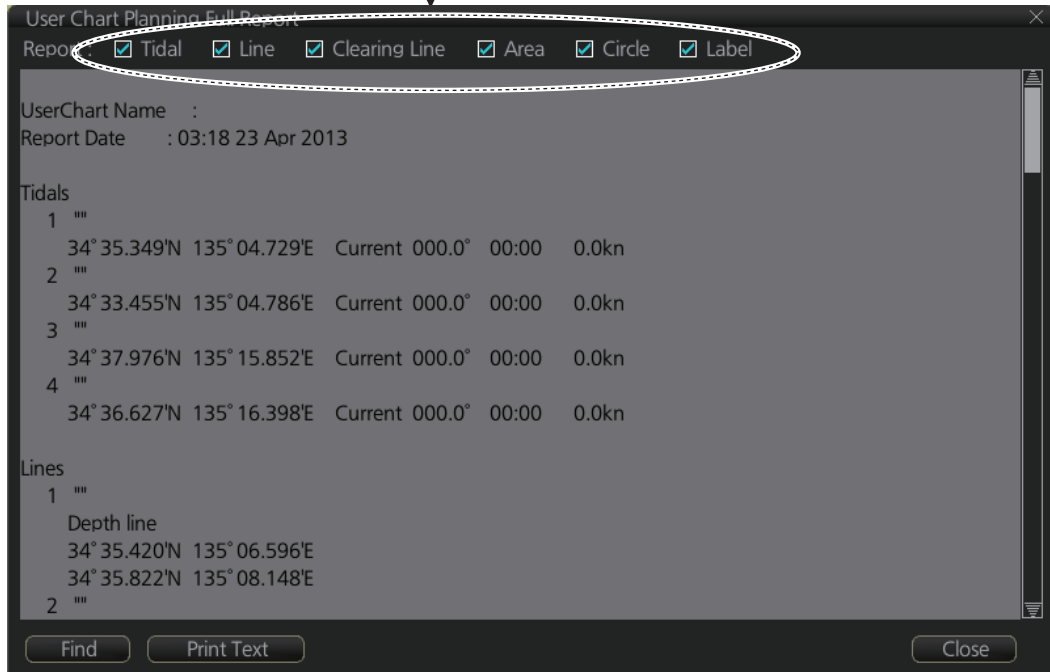 User Chart Planning Full Report
Report : Tidal Line Clearing Line Area Circle Label
UserChart Name :
Report Date : 03:18 23 Apr 2013
Tidals
1 ""
34°35.349'N 135°04.729'E Current 000.0° 00:00 0.0kn
2 ""
34°33.455'N 135°04.786'E Current 000.0° 00:00 0.0kn
3 ""
34°37.976'N 135°15.852'E Current 000.0° 00:00 0.0kn
4 ""
34°36.627'N 135°16.398'E Current 000.0° 00:00 0.0kn
Lines
1 ""
Depth line
34°35.420'N 135°06.596'E
34°35.822'N 135°08.148'E
2 ""
Find Print Text Close